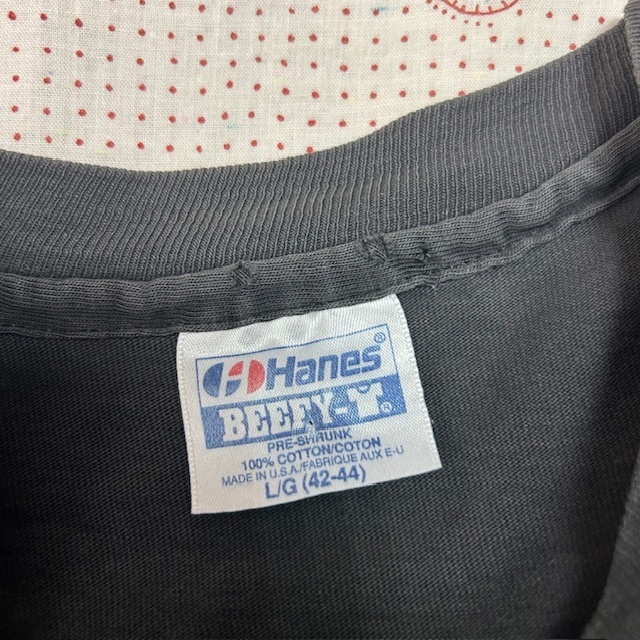 Hanes®
BEEFY-T®
PRE-SHRUNK
100% COTTON/COTON
MADE IN U.S.A./FABRIQUE AUX E-U
L/G (42-44)